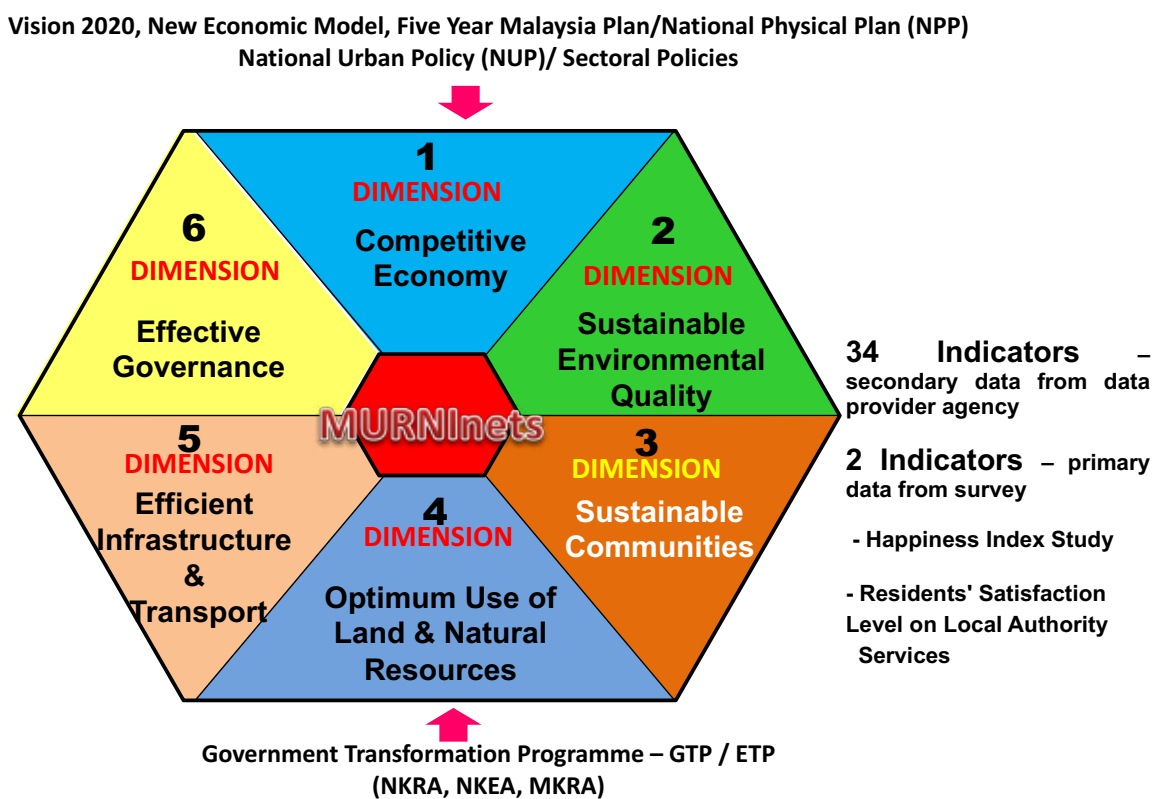 Vision 2020, New Economic Model, Five Year Malaysia Plan/National Physical Plan (NPP)
National Urban Policy (NUP)/ Sectoral Policies
1
DIMENSION
Competitive
Economy
2
DIMENSION
Sustainable
Environmental
Quality
3
DIMENSION
Sustainable
Communities
4
DIMENSION
Optimum Use of
Land & Natural
Resources
5
DIMENSION
Efficient
Infrastructure
&
Transport
6
DIMENSION
Effective
Governance
MURNInets
34 Indicators –
secondary data from data
provider agency
2 Indicators – primary
data from survey
- Happiness Index Study
- Residents' Satisfaction
Level on Local Authority
Services
Government Transformation Programme – GTP / ETP
(NKRA, NKEA, MKRA)